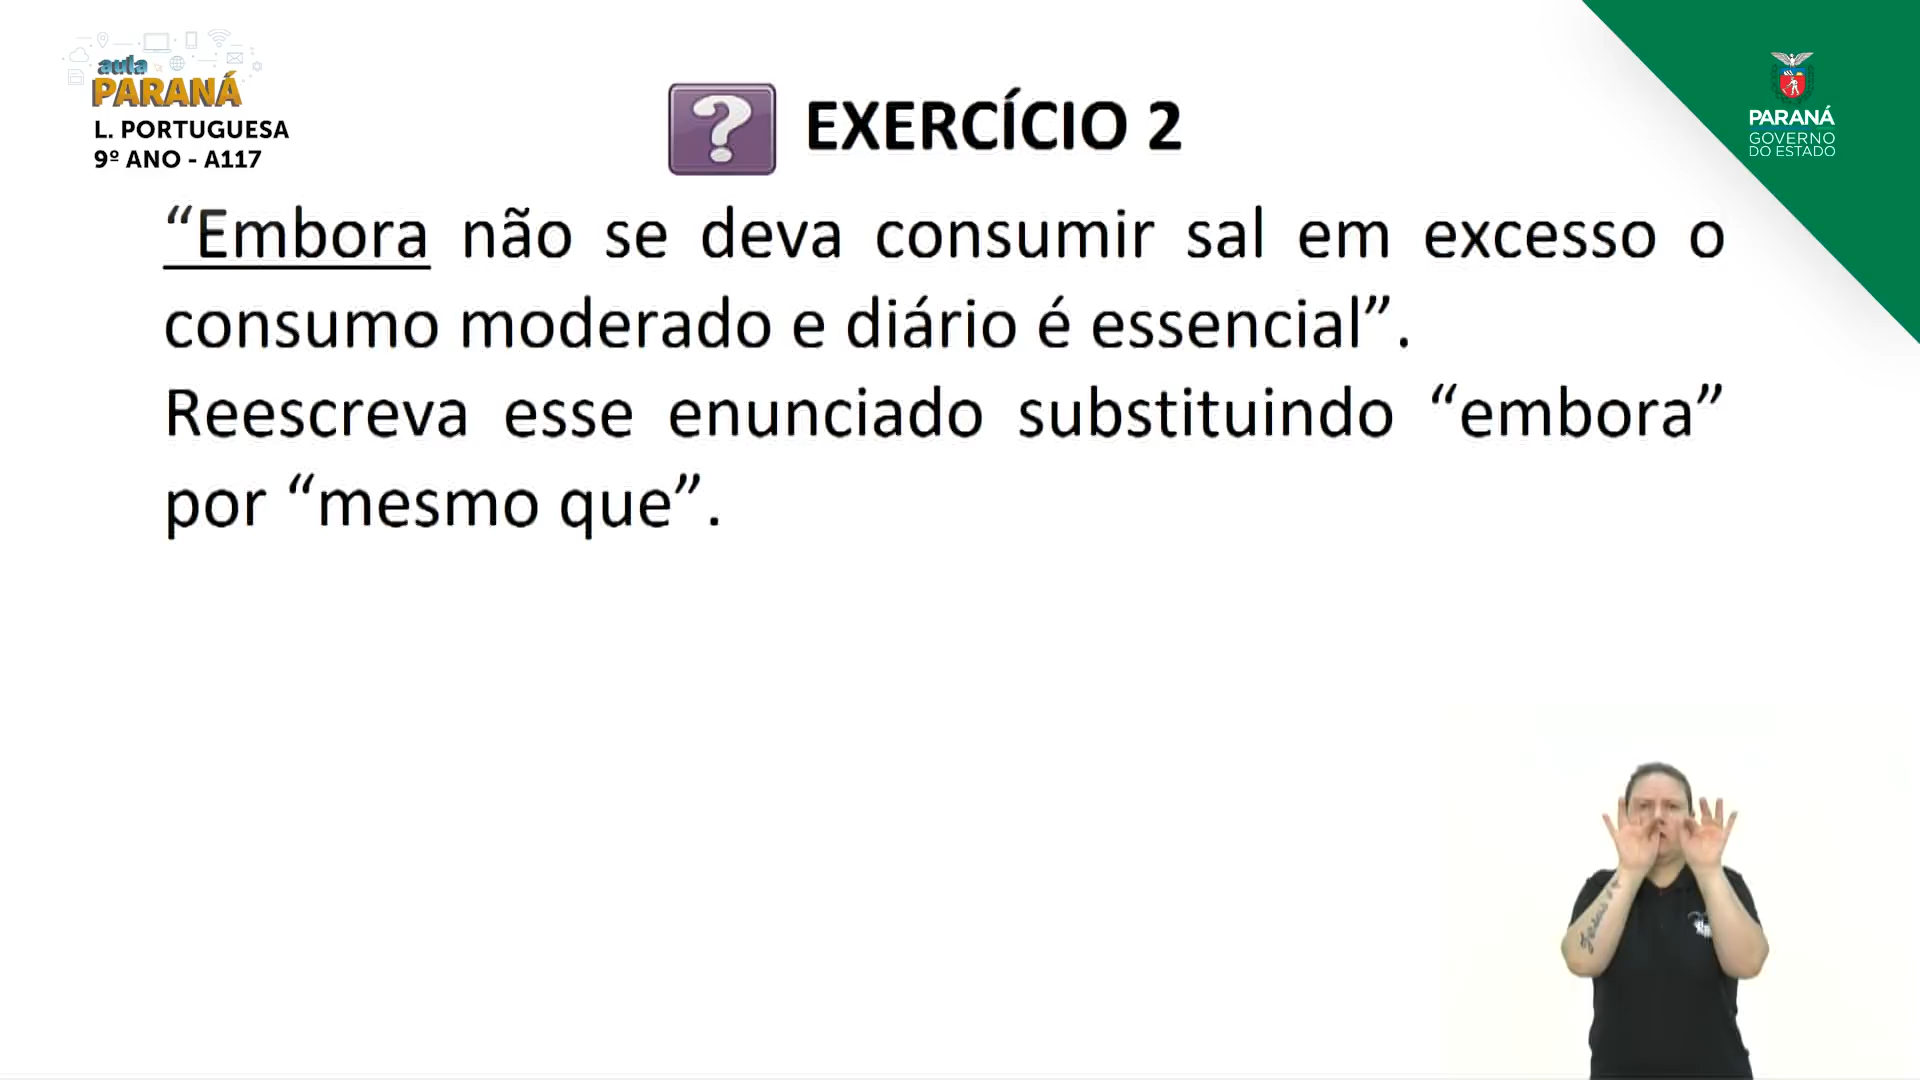 aula
PARANÁ
L. PORTUGUESA
9º ANO - A117
? EXERCÍCIO 2
PARANÁ
GOVERNO
DO ESTADO
“Embora não se deva consumir sal em excesso o
consumo moderado e diário é essencial”.
Reescreva esse enunciado substituindo “embora”
por “mesmo que”.